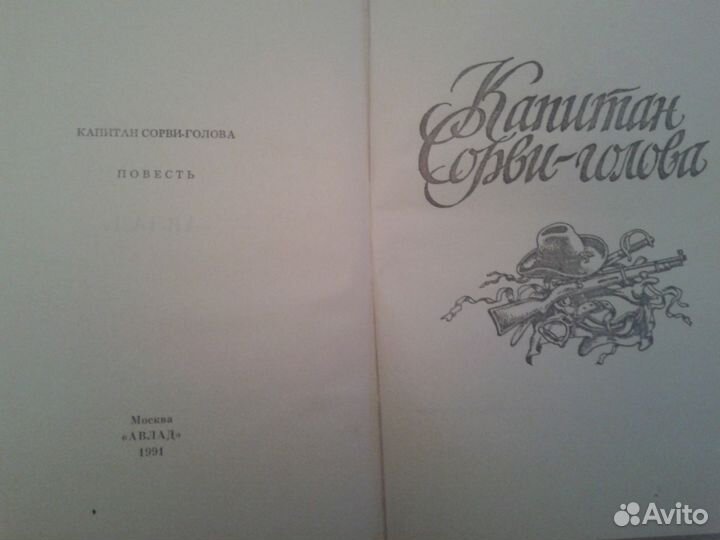 КАПИТАН СОРВИ-ГОЛОВА
ПОВЕСТЬ
Москва
«АВЛАД»
1991
Капитан
Сорви-голова
Avito